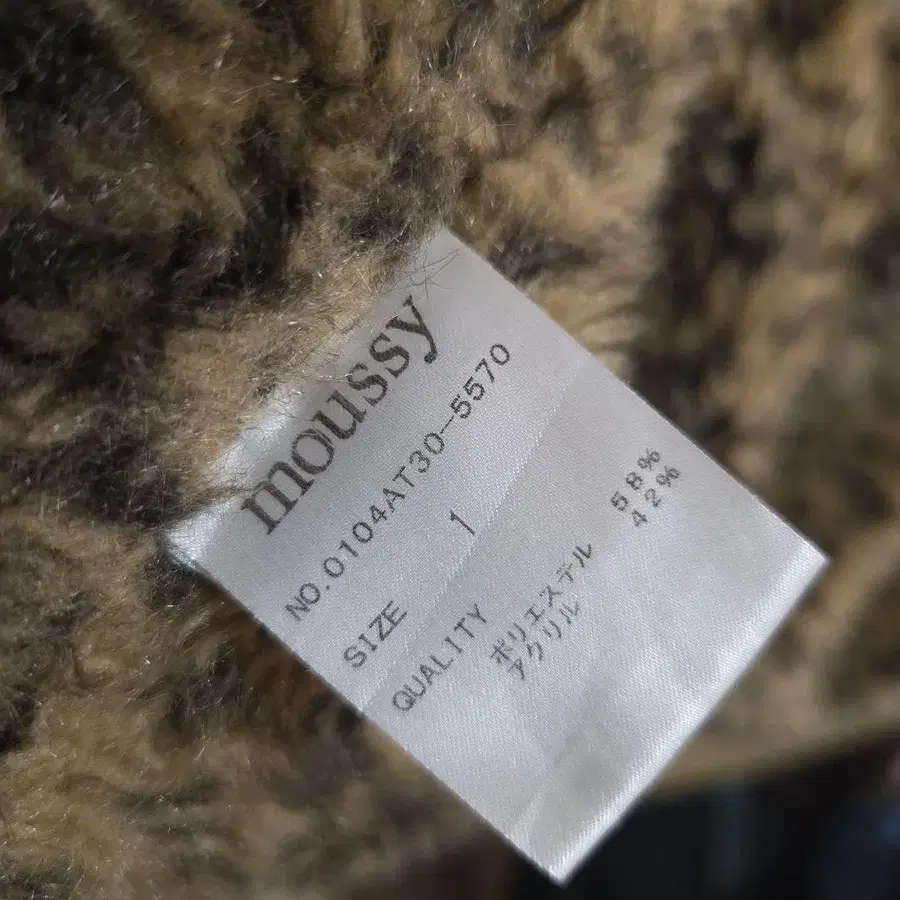 moussy
NO.0104AT30-5570
SIZE 1
QUALITY
ポリエステル 58%
アクリル 42%